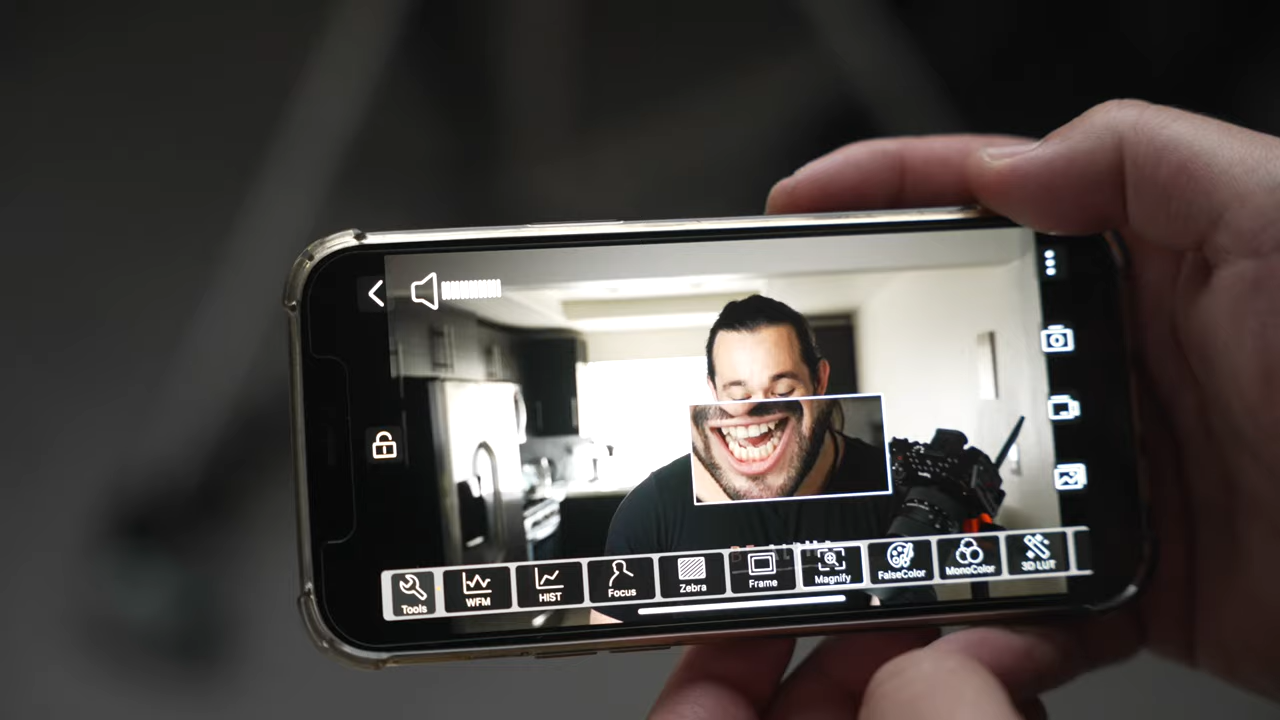 Tools
WFM
HIST
Focus
Zebra
Frame
Magnify
FalseColor
MonoColor
3D LUT